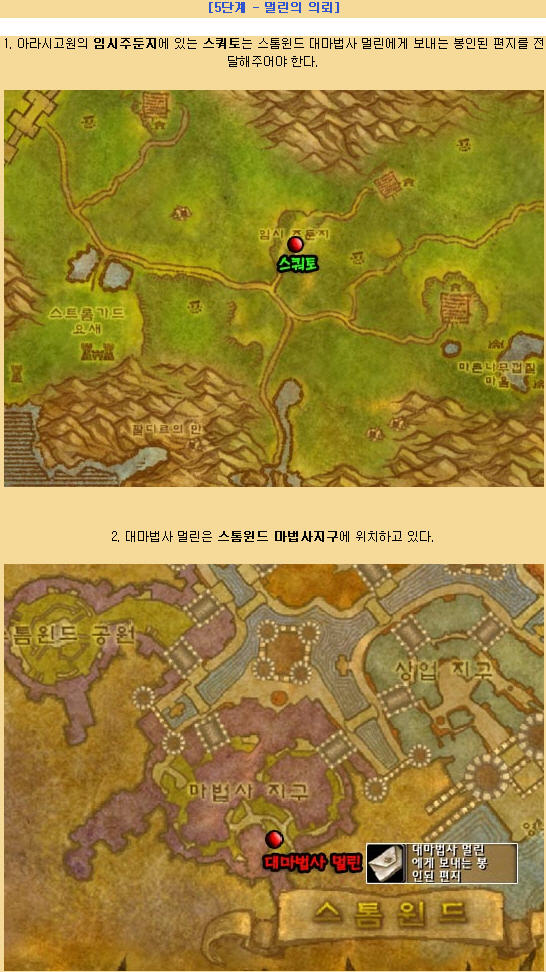 [5단계 - 멀린의 의뢰]
1. 아라시고원의 임시주둔지에 있는 스쿼토는 스톰윈드 대마법사 멀린에게 보내는 봉인된 편지를 전
달해주어야 한다.
임시 주둔지
스쿼토
스트롬가드
요새
마른나무껍질
마을
팔디르의 만
2. 대마법사 멀린은 스톰윈드 마법사지구에 위치하고 있다.
스톰윈드 공원
상업 지구
마법사 지구
대마법사 멀린
대마법사 멀린
에게 보내는 봉
인된 편지
스톰윈드